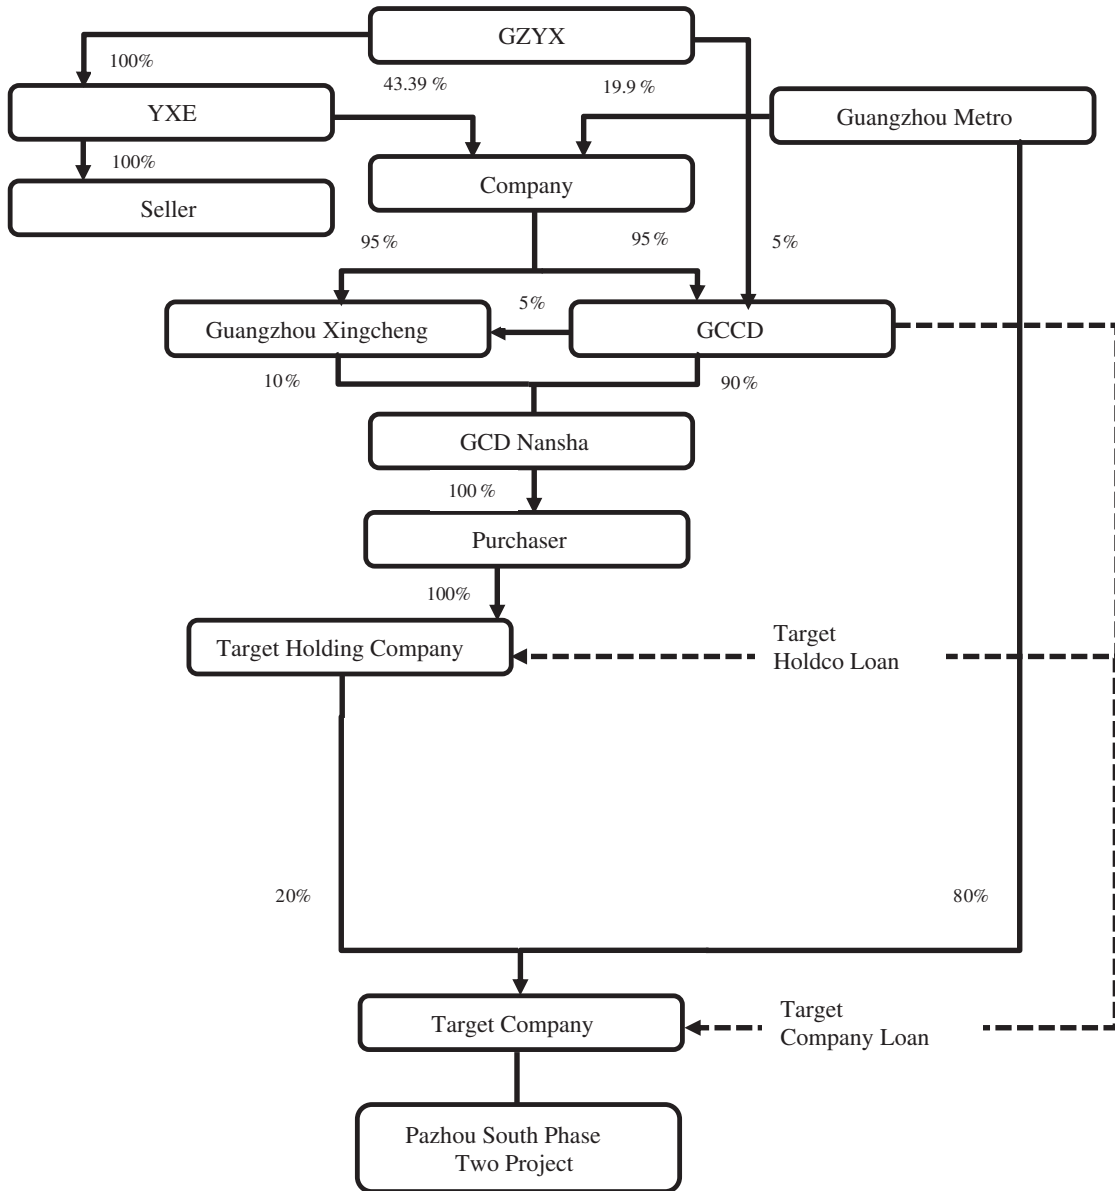 GZYX
100%
43.39 %
19.9 %
YXE
Guangzhou Metro
100%
Company
Seller
95%
95%
5%
5%
Guangzhou Xingcheng
GCCD
10%
90%
GCD Nansha
100 %
Purchaser
100%
Target Holding Company
Target
Holdco Loan
20%
80%
Target Company
Target
Company Loan
Pazhou South Phase
Two Project